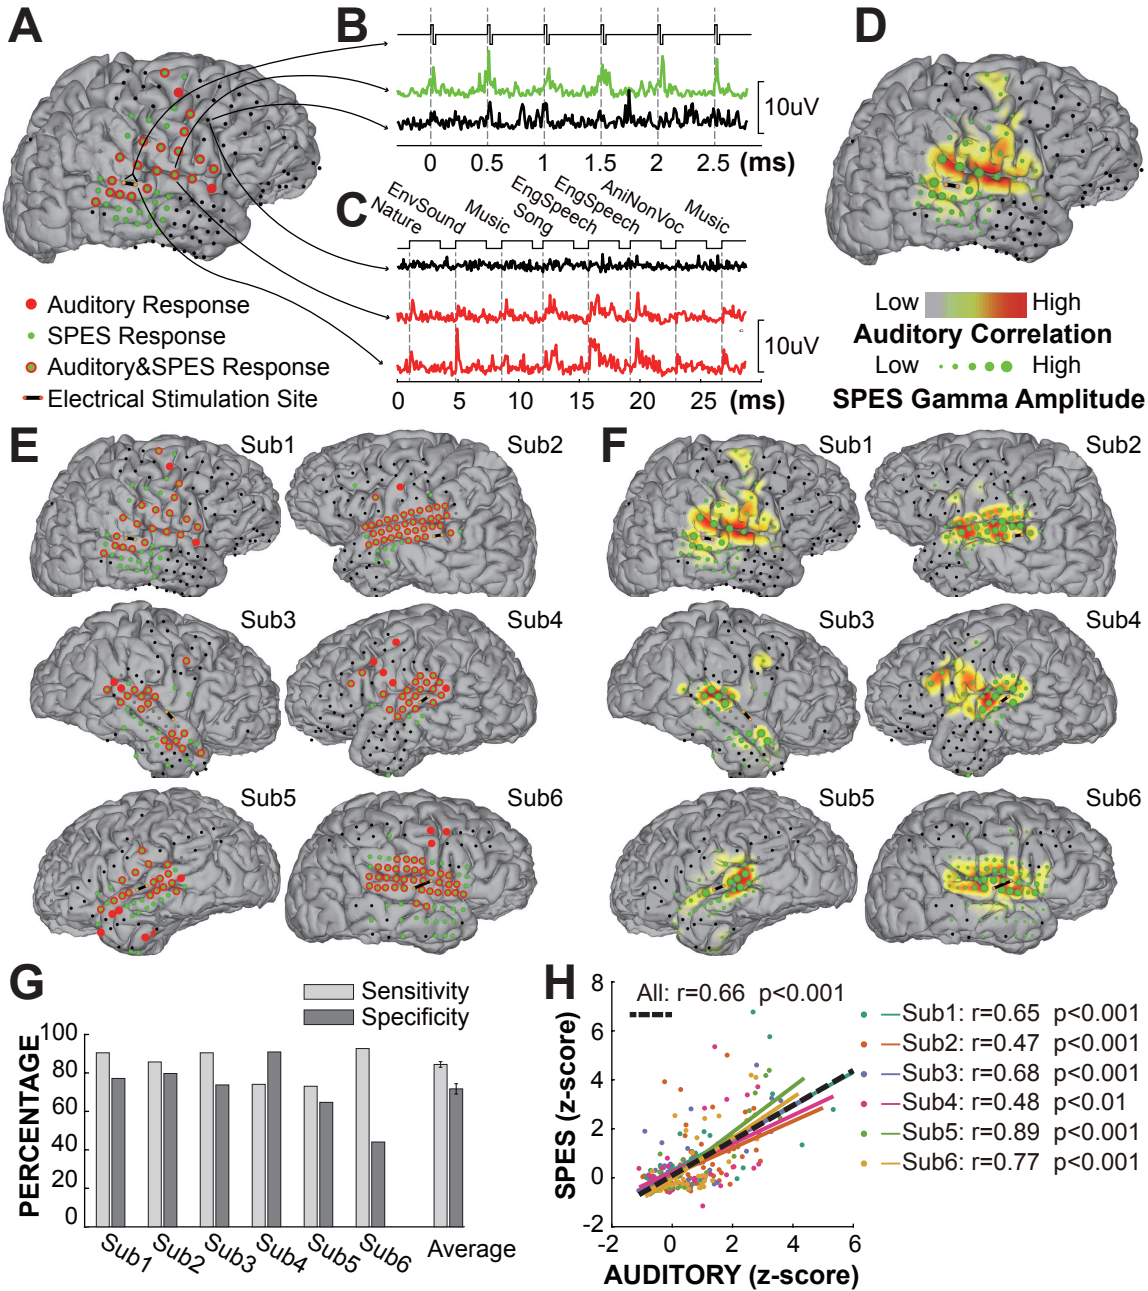 A
B
D
10uV
0 0.5 1 1.5 2 2.5 (ms)
C
Nature
EnvSound
Music
Song
EngSpeech
EngSpeech
AniNonVoc
Music
10uV
0 5 10 15 20 25 (ms)
Auditory Response
SPES Response
Auditory&SPES Response
Electrical Stimulation Site
Low High
Auditory Correlation
Low High
SPES Gamma Amplitude
E
Sub1
Sub2
Sub3
Sub4
Sub5
Sub6
F
Sub1
Sub2
Sub3
Sub4
Sub5
Sub6
G
Sensitivity
Specificity
PERCENTAGE
100
80
60
40
20
0
Sub1
Sub2
Sub3
Sub4
Sub5
Sub6
Average
H
All: r=0.66 p<0.001
SPES (z-score)
8
6
4
2
0
-2
-2 0 2 4 6
AUDITORY (z-score)
Sub1: r=0.65 p<0.001
Sub2: r=0.47 p<0.001
Sub3: r=0.68 p<0.001
Sub4: r=0.48 p<0.01
Sub5: r=0.89 p<0.001
Sub6: r=0.77 p<0.001